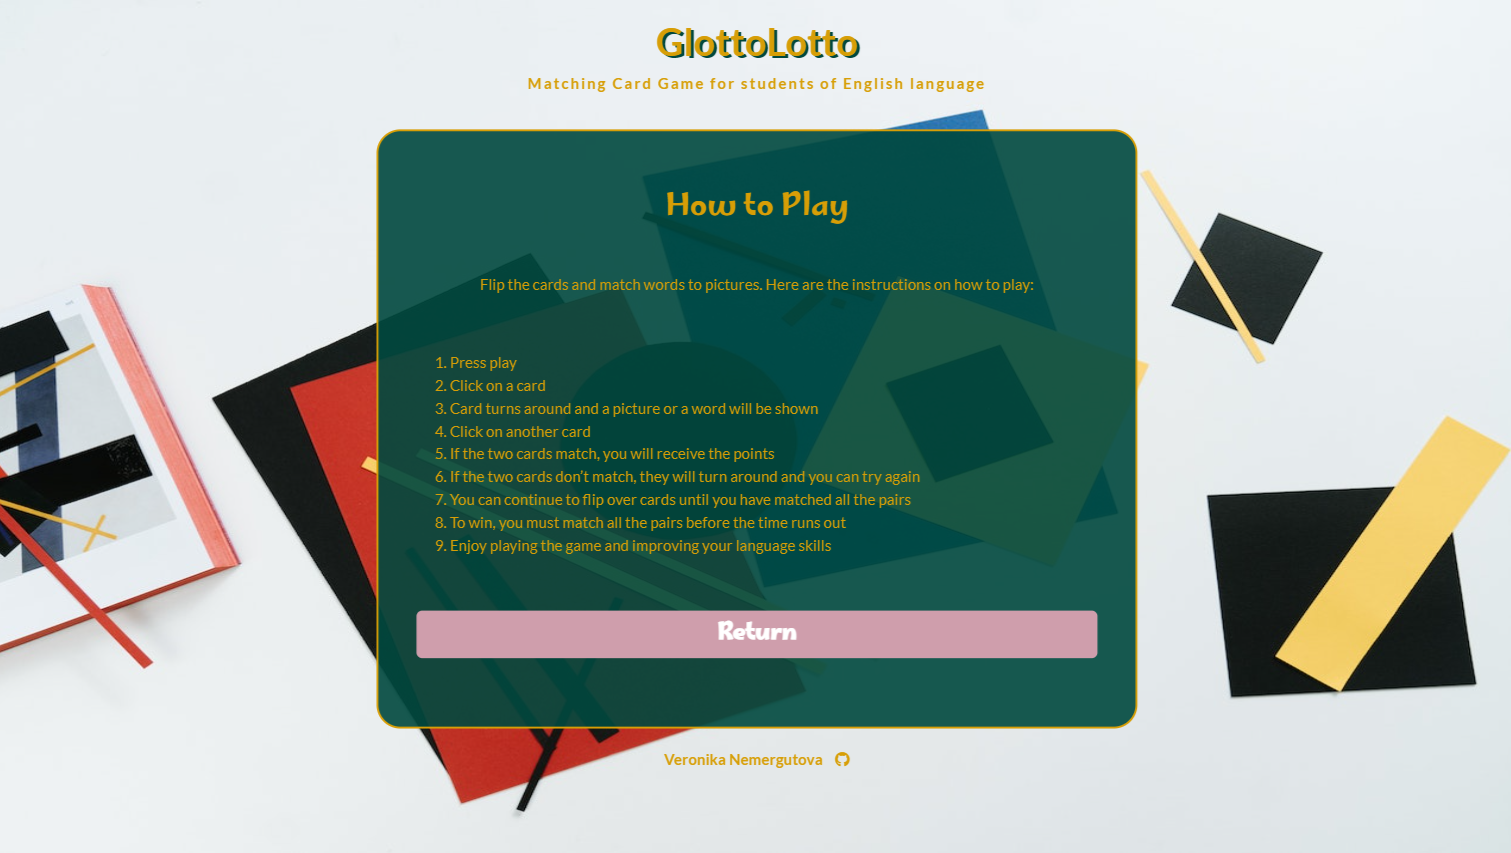 GlottoLotto
Matching Card Game for students of English language
How to Play
Flip the cards and match words to pictures. Here are the instructions on how to play:
1. Press play
2. Click on a card
3. Card turns around and a picture or a word will be shown
4. Click on another card
5. If the two cards match, you will receive the points
6. If the two cards don’t match, they will turn around and you can try again
7. You can continue to flip over cards until you have matched all the pairs
8. To win, you must match all the pairs before the time runs out
9. Enjoy playing the game and improving your language skills
Return
Veronika Nemergutova